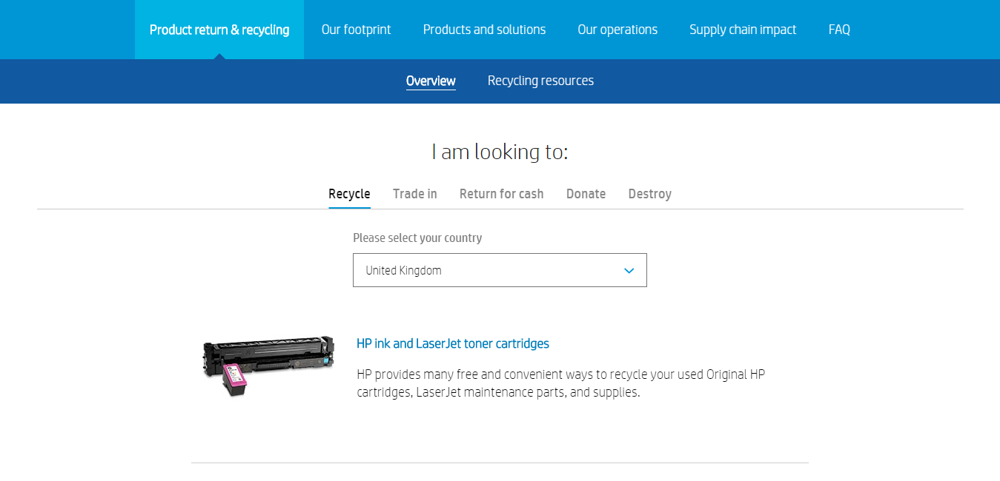 Product return & recycling Our footprint Products and solutions Our operations Supply chain impact FAQ
Overview Recycling resources
I am looking to:
Recycle Trade in Return for cash Donate Destroy
Please select your country
United Kingdom
HP ink and LaserJet toner cartridges
HP provides many free and convenient ways to recycle your used Original HP
cartridges, LaserJet maintenance parts, and supplies.